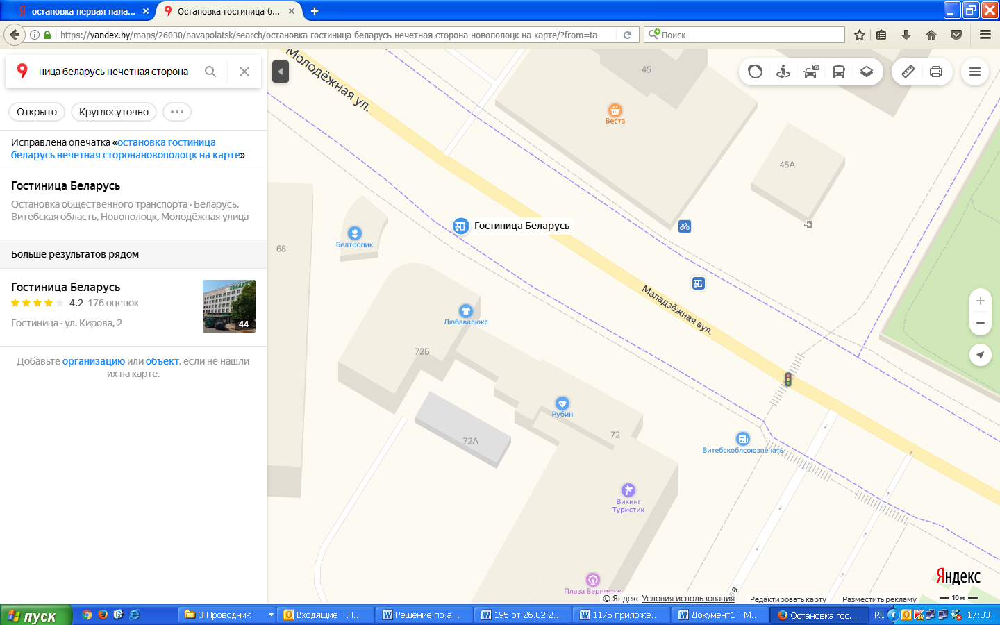 остановка первая пала...
Остановка гостиница б...
https://yandex.by/maps/26030/navapolatsk/search/остановка гостиница беларусь нечетная сторона новополоцк на карте/?from=ta
Поиск
ница беларусь нечетная сторона
Открыто
Круглосуточно
Исправлена опечатка «остановка гостиница
беларусь нечетная сторонановополоцк на карте»
Гостиница Беларусь
Остановка общественного транспорта · Беларусь,
Витебская область, Новополоцк, Молодёжная улица
Больше результатов рядом
Гостиница Беларусь
4.2 176 оценок
Гостиница · ул. Кирова, 2
44
Добавьте организацию или объект, если не нашли
их на карте.
Молодёжная ул.
45
Веста
45А
Гостиница Беларусь
Белтропик
68
Маладзёжная вул.
Любавалюкс
72Б
Рубин
72
72А
Витебскоблсоюзпечать
Викинг
Туристик
Плаза Вернисаж
Яндекс
© Яндекс Условия использования
Редактировать карту
Разместить рекламу
10 м
пуск
3 Проводник
Входящие - Л...
Решение по а...
195 от 26.02.2...
1175 приложе...
Документ1 - М...
Остановка гос...
RU
17:33